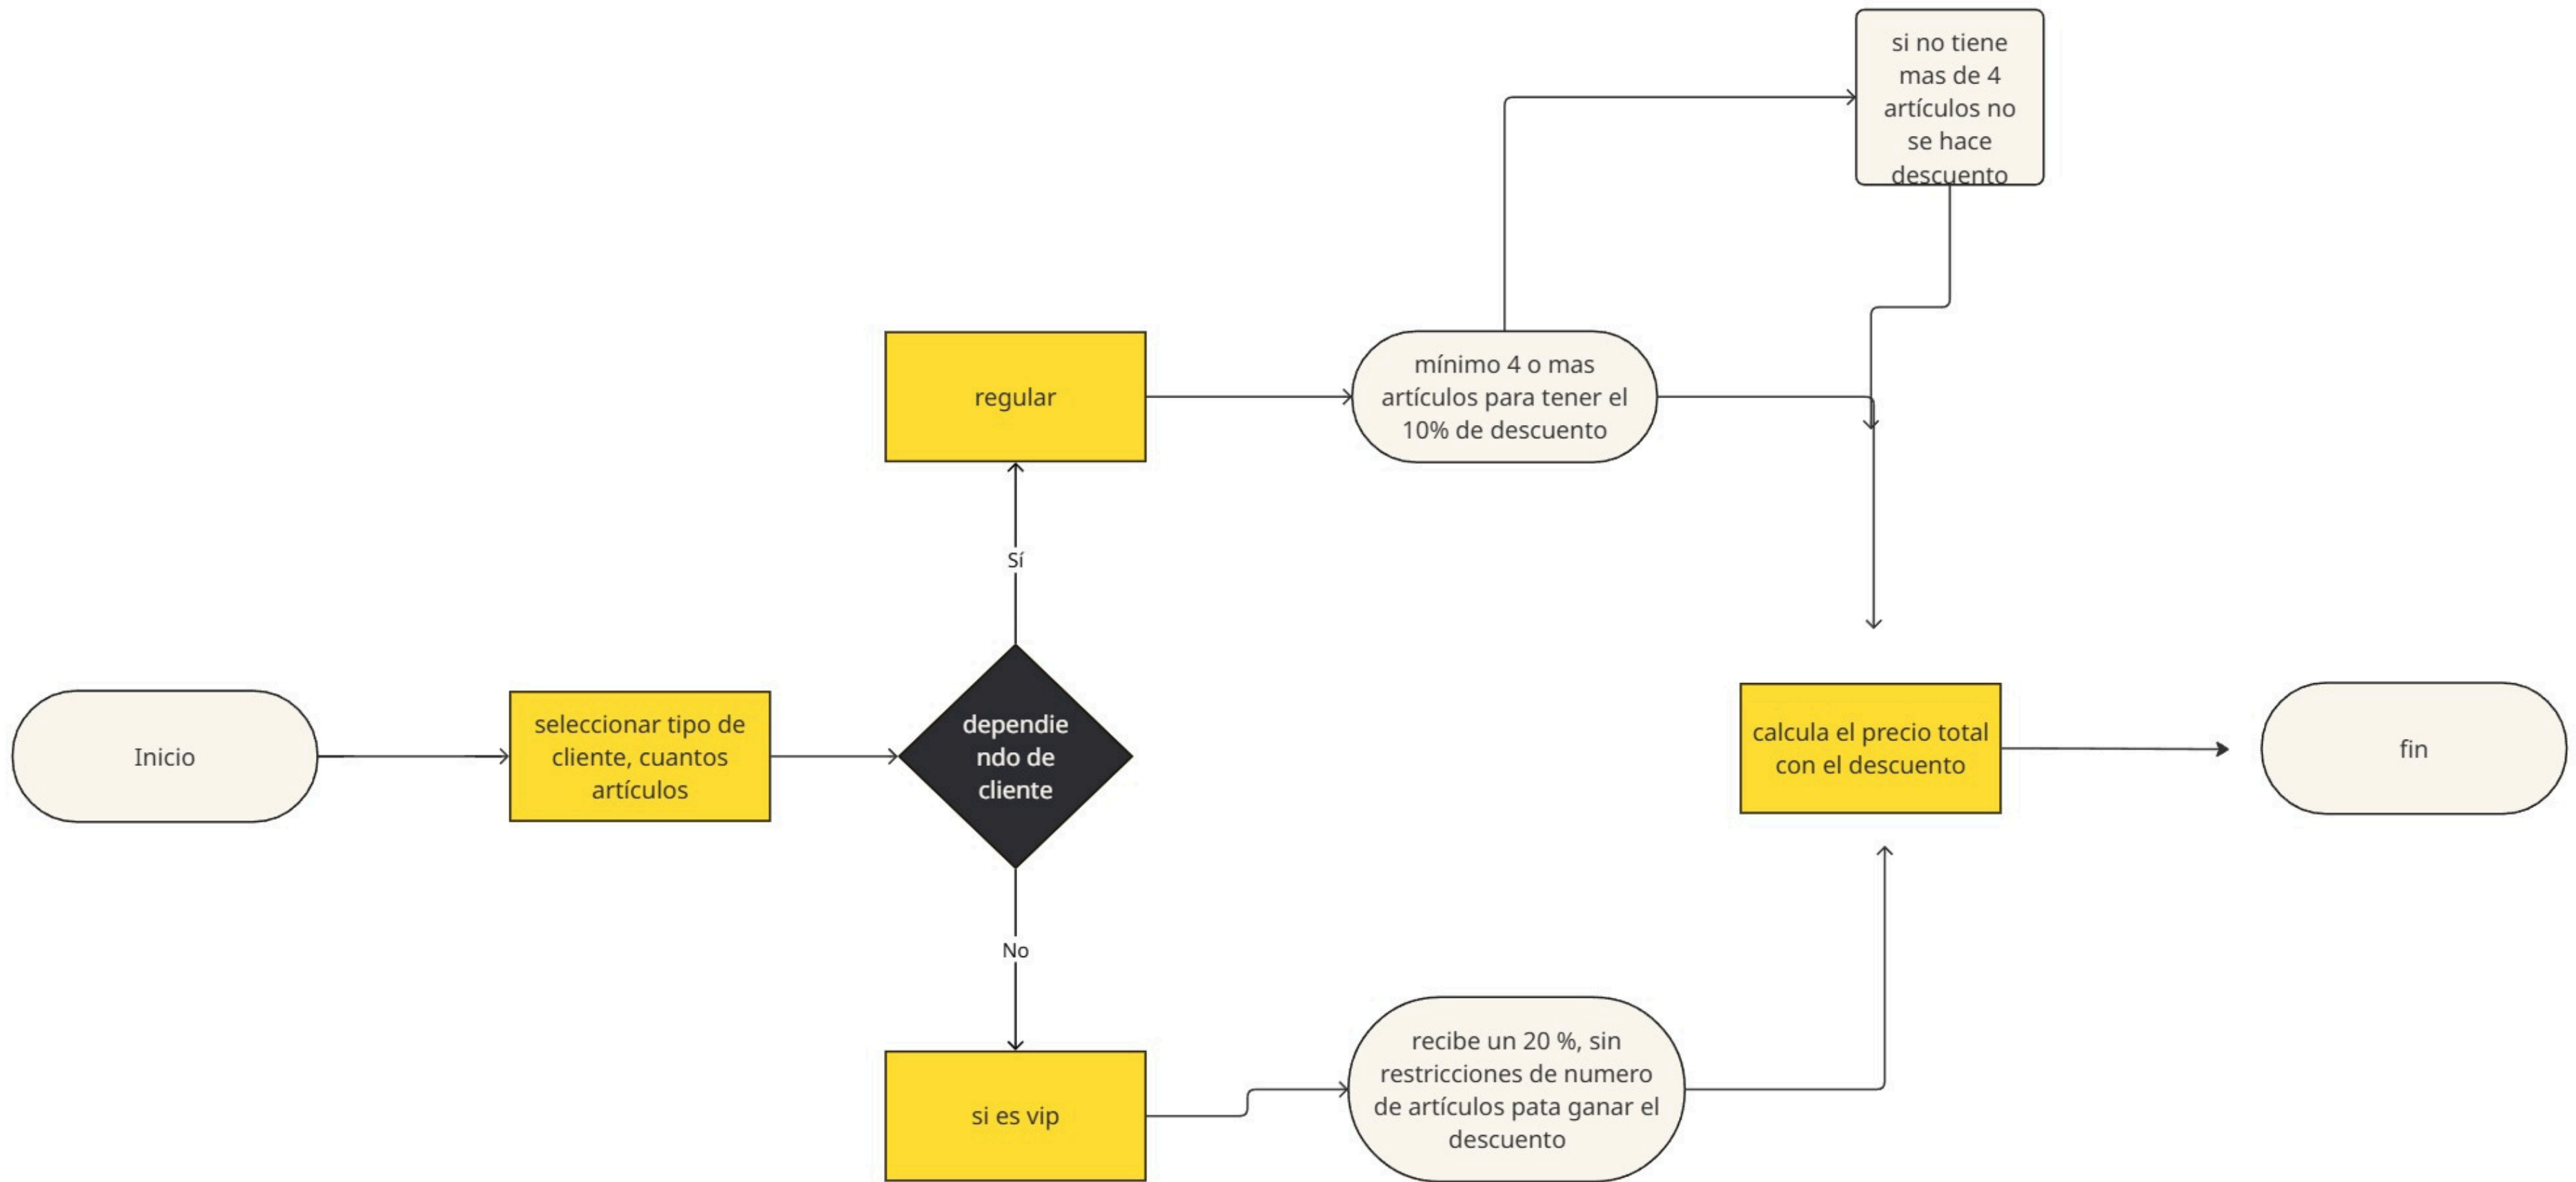 si no tiene
mas de 4
artículos no
se hace
descuento
regular
mínimo 4 o mas
artículos para tener el
10% de descuento
Sí
Inicio
seleccionar tipo de
cliente, cuantos
artículos
dependie
ndo de
cliente
calcula el precio total
con el descuento
fin
No
si es vip
recibe un 20 %, sin
restricciones de numero
de artículos pata ganar el
descuento